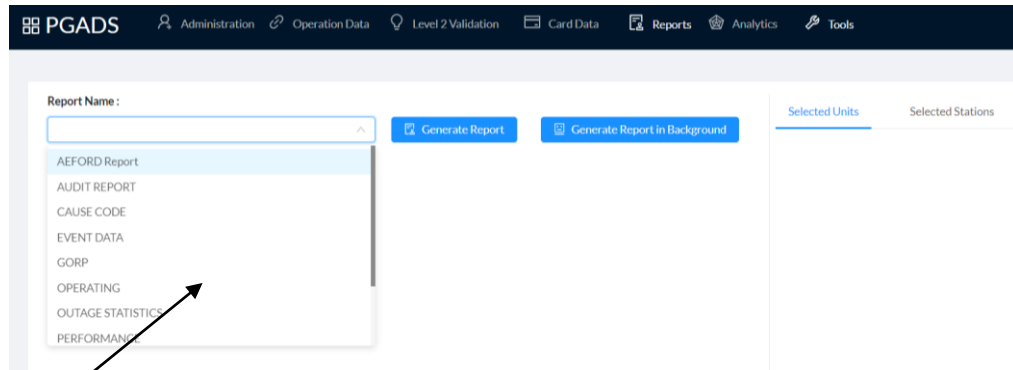 PGADS Administration Operation Data Level 2 Validation Card Data Reports Analytics Tools
Report Name :
Selected Units Selected Stations
Generate Report Generate Report in Background
AEFORD Report
AUDIT REPORT
CAUSE CODE
EVENT DATA
GORP
OPERATING
OUTAGE STATISTICS
PERFORMANCE